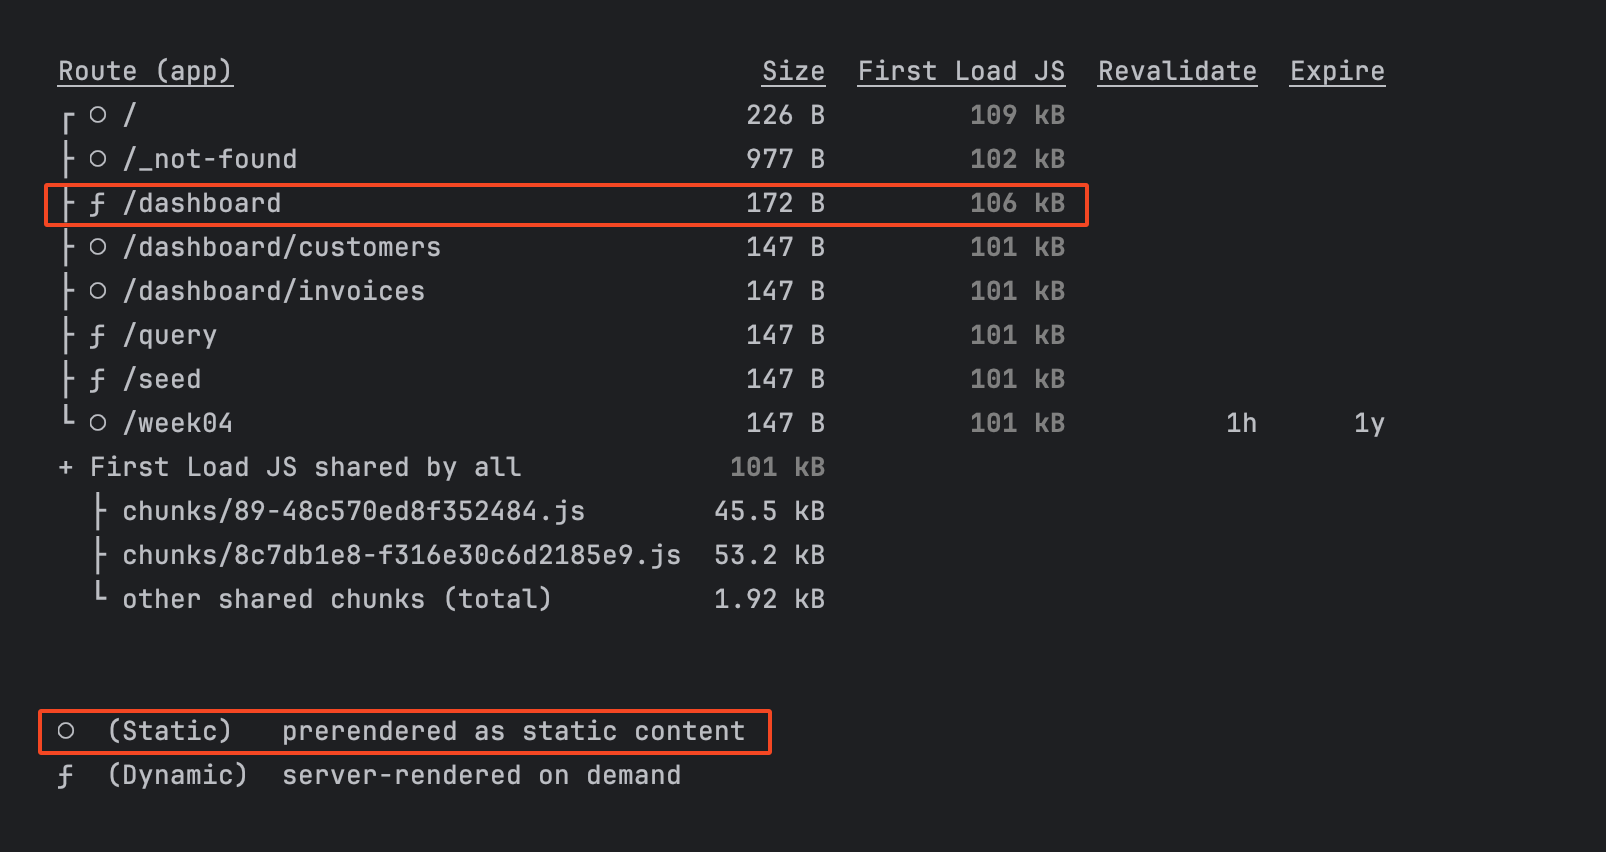 Route (app) Size First Load JS Revalidate Expire
┌ ○ / 226 B 109 kB
├ ○ /_not-found 977 B 102 kB
├ ƒ /dashboard 172 B 106 kB
├ ○ /dashboard/customers 147 B 101 kB
├ ○ /dashboard/invoices 147 B 101 kB
├ ƒ /query 147 B 101 kB
├ ƒ /seed 147 B 101 kB
└ ○ /week04 147 B 101 kB 1h 1y
+ First Load JS shared by all 101 kB
├ chunks/89-48c570ed8f352484.js 45.5 kB
├ chunks/8c7db1e8-f316e30c6d2185e9.js 53.2 kB
└ other shared chunks (total) 1.92 kB
○ (Static) prerendered as static content
ƒ (Dynamic) server-rendered on demand